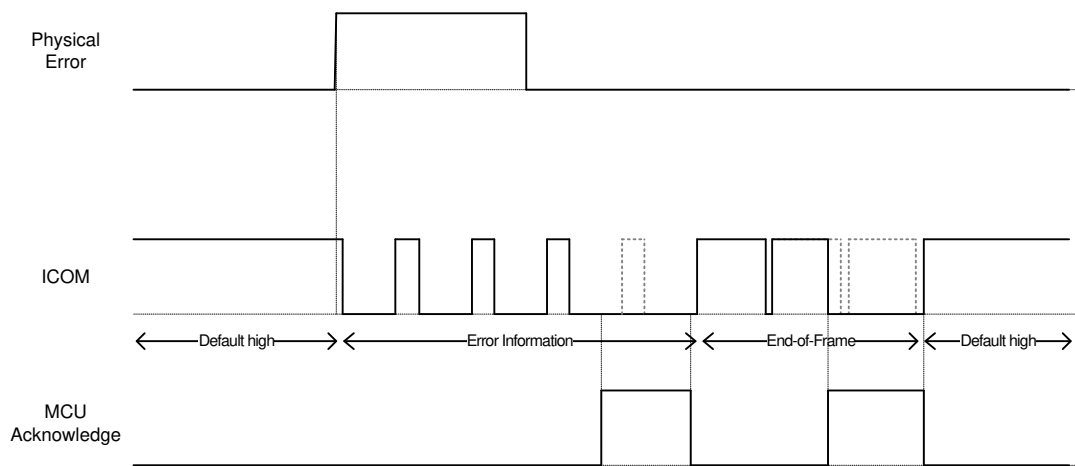 Physical
Error
ICOM
Default high
Error Information
End-of-Frame
Default high
MCU
Acknowledge